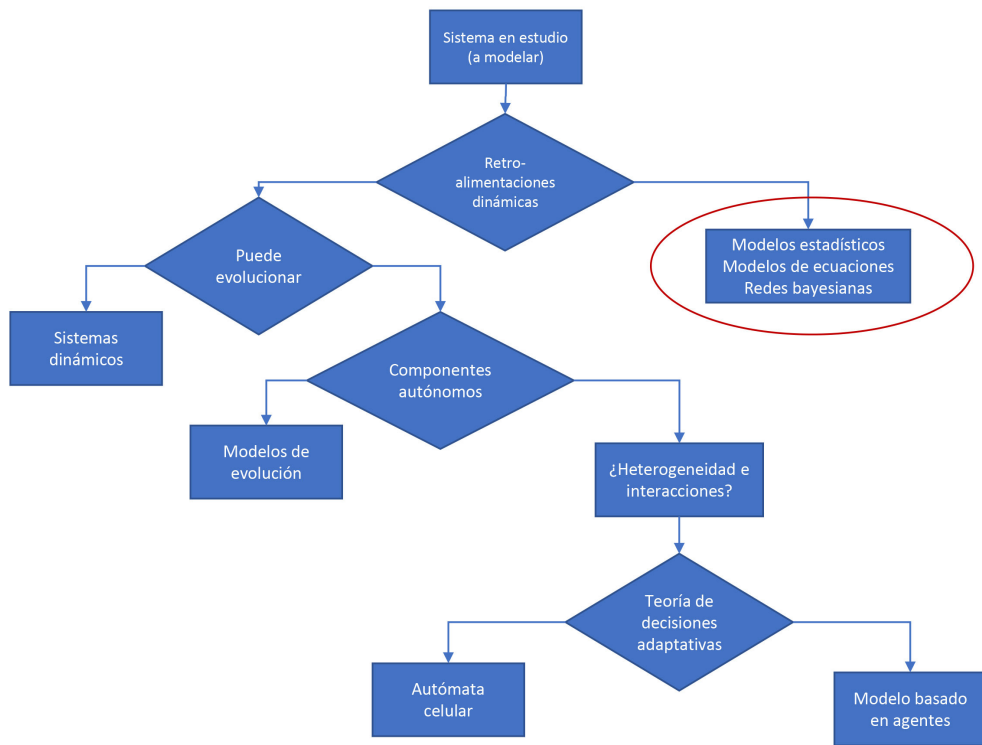 Sistema en estudio
(a modelar)
Retro-
alimentaciones
dinámicas
Puede
evolucionar
Modelos estadísticos
Modelos de ecuaciones
Redes bayesianas
Sistemas
dinámicos
Componentes
autónomos
Modelos de
evolución
¿Heterogeneidad e
interacciones?
Teoría de
decisiones
adaptativas
Autómata
celular
Modelo basado
en agentes